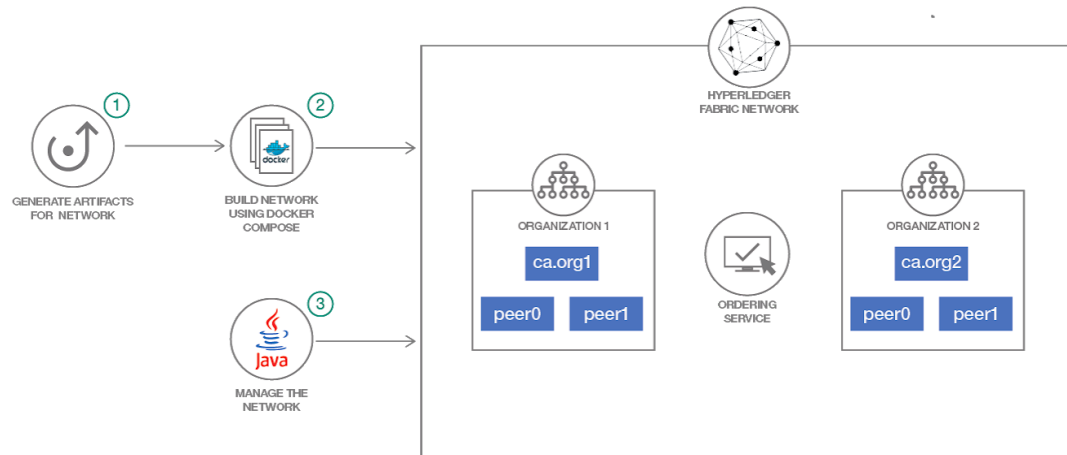 1
2
HYPERLEDGER
FABRIC NETWORK
docker
GENERATE ARTIFACTS
FOR NETWORK
BUILD NETWORK
USING DOCKER
COMPOSE
ORGANIZATION 1
ca.org1
peer0
peer1
ORDERING
SERVICE
ORGANIZATION 2
ca.org2
peer0
peer1
3
Java
MANAGE THE
NETWORK